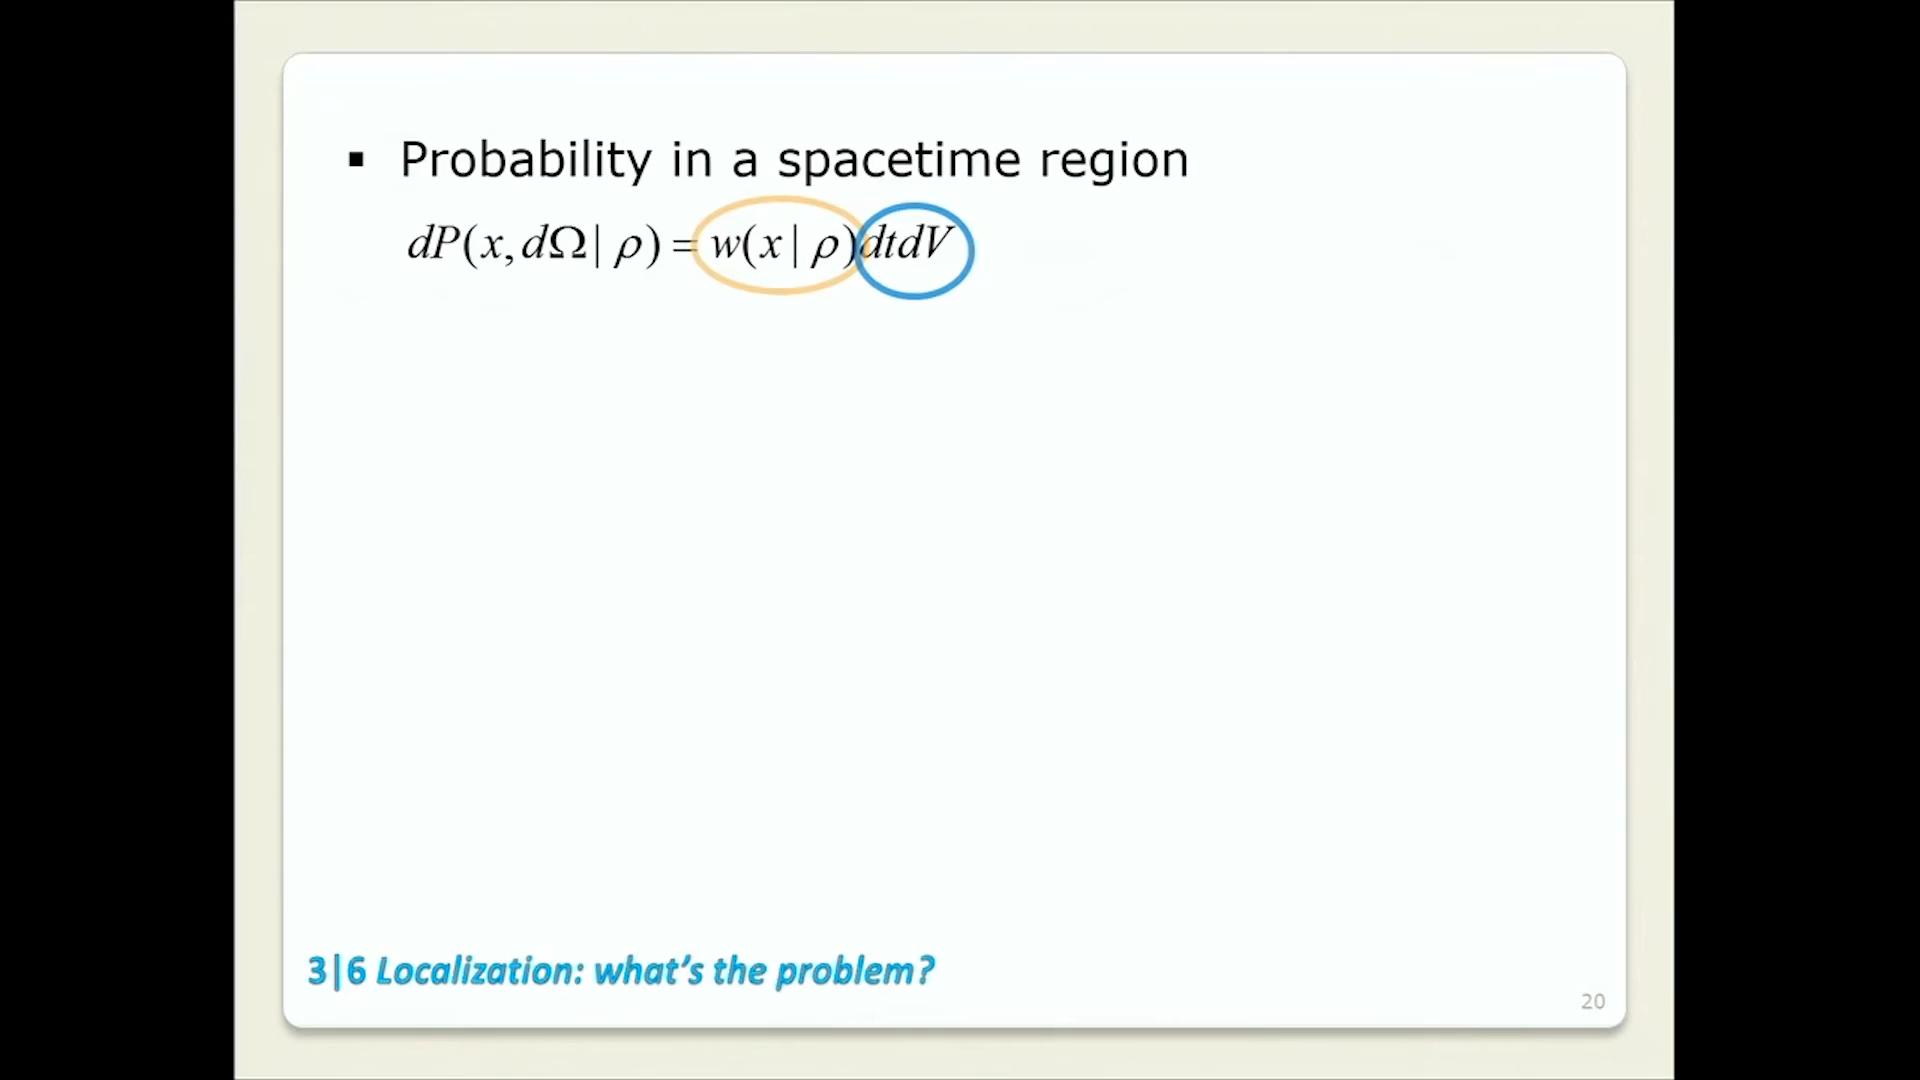 ▪ Probability in a spacetime region
dP(x, dΩ | ρ) = w(x | ρ)dtdV
3|6 Localization: what's the problem?
20